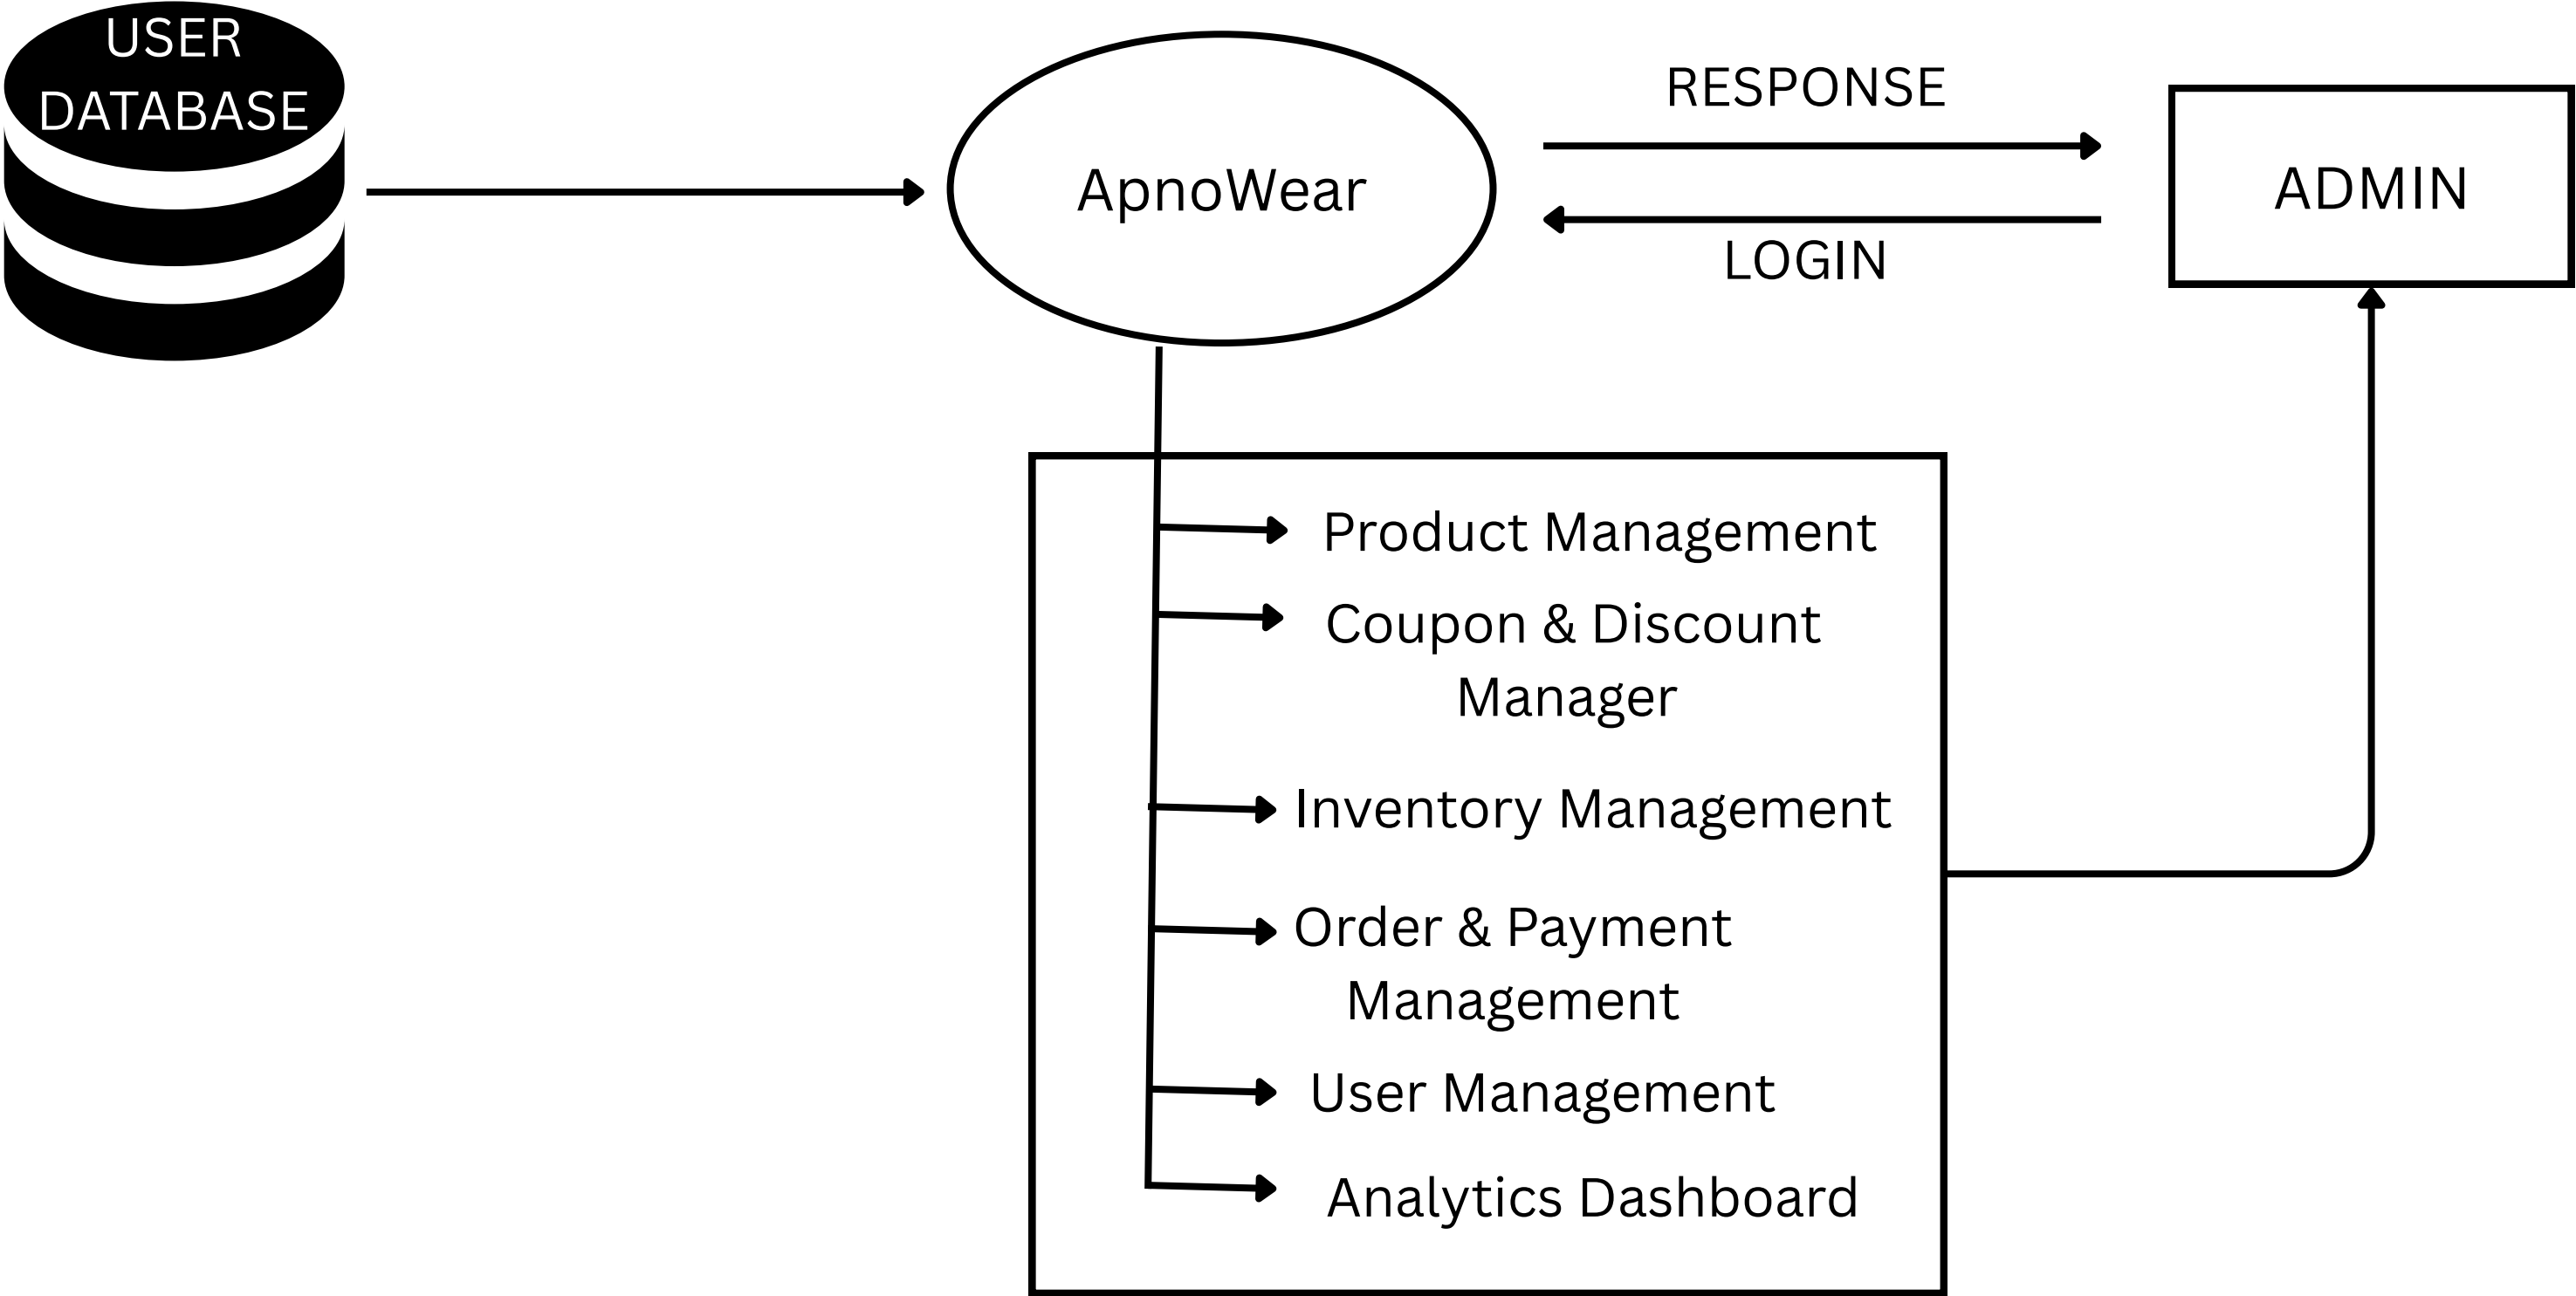 USER
DATABASE
ApnoWear
RESPONSE
LOGIN
ADMIN
Product Management
Coupon & Discount
Manager
Inventory Management
Order & Payment
Management
User Management
Analytics Dashboard